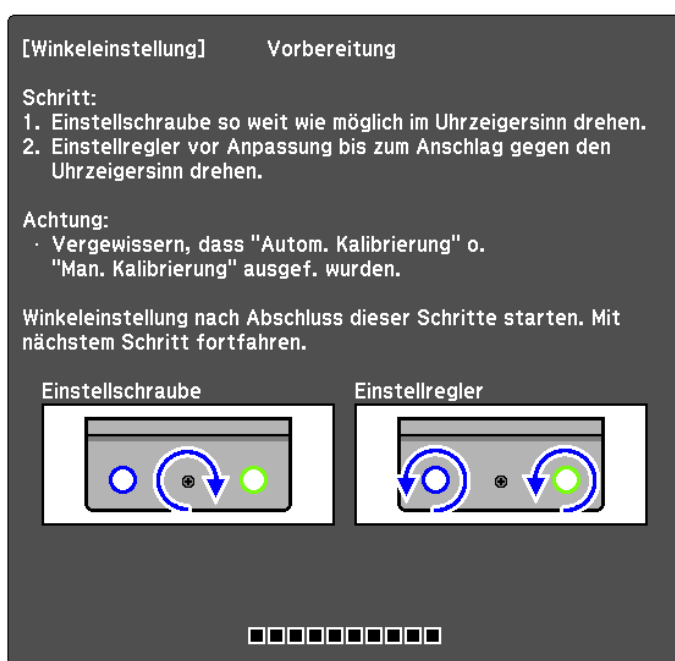 [Winkeleinstellung] Vorbereitung
Schritt:
1. Einstellschraube so weit wie möglich im Uhrzeigersinn drehen.
2. Einstellregler vor Anpassung bis zum Anschlag gegen den
Uhrzeigersinn drehen.
Achtung:
· Vergewissern, dass "Autom. Kalibrierung" o.
"Man. Kalibrierung" ausgef. wurden.
Winkeleinstellung nach Abschluss dieser Schritte starten. Mit
nächstem Schritt fortfahren.
Einstellschraube Einstellregler